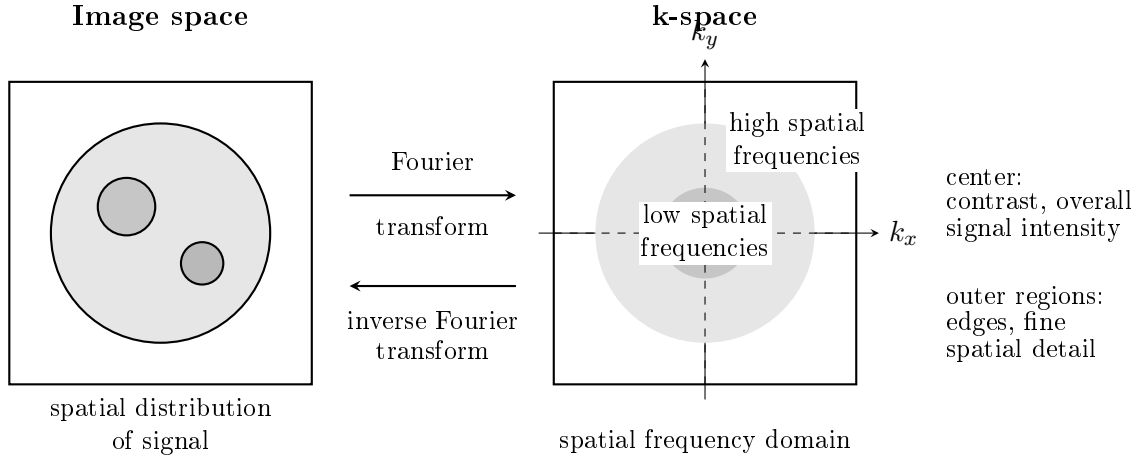 Image space
k-space
k_y
high spatial
frequencies
Fourier
transform
low spatial
frequencies
k_x
center:
contrast, overall
signal intensity
inverse Fourier
transform
outer regions:
edges, fine
spatial detail
spatial distribution
of signal
spatial frequency domain